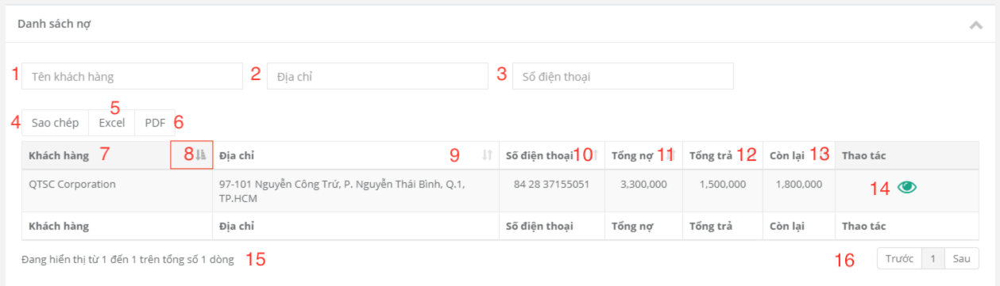 Danh sách nợ
1 Tên khách hàng 2 Địa chỉ 3 Số điện thoại
5
4 Sao chép Excel PDF 6
Khách hàng 7 8 Địa chỉ 9 Số điện thoại 10 Tổng nợ 11 Tổng trả 12 Còn lại 13 Thao tác
QTSC Corporation 97-101 Nguyễn Công Trứ, P. Nguyễn Thái Bình, Q.1, 84 28 37155051 3,300,000 1,500,000 1,800,000 14
TP.HCM
Khách hàng Địa chỉ Số điện thoại Tổng nợ Tổng trả Còn lại Thao tác
Đang hiển thị từ 1 đến 1 trên tổng số 1 dòng 15 16 Trước 1 Sau